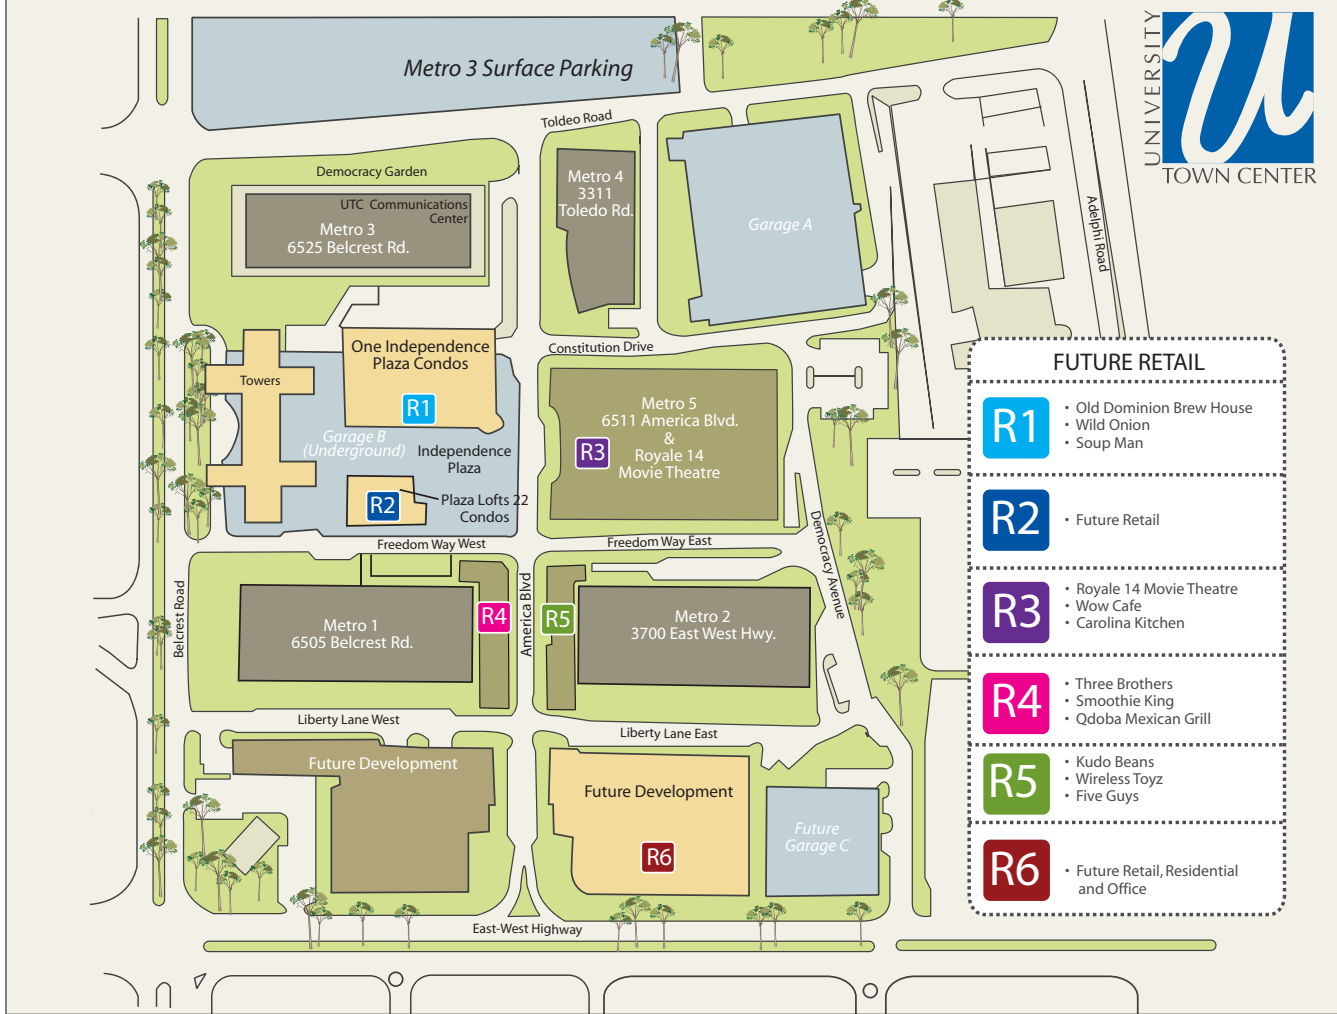 Metro 3 Surface Parking
UNIVERSITY
U
TOWN CENTER
Toldeo Road
Democracy Garden
UTC Communications
Center
Metro 3
6525 Belcrest Rd.
Metro 4
3311
Toledo Rd.
Garage A
Adelphi Road
One Independence
Plaza Condos
R1
Towers
Garage B
(Underground)
Independence
Plaza
R2
Plaza Lofts 22
Condos
Constitution Drive
Metro 5
6511 America Blvd.
&
Royale 14
Movie Theatre
R3
Freedom Way West
Freedom Way East
Democracy Avenue
Belcrest Road
Metro 1
6505 Belcrest Rd.
R4
America Blvd
R5
Metro 2
3700 East West Hwy.
Liberty Lane West
Liberty Lane East
Future Development
Future Development
R6
Future
Garage C
East-West Highway
FUTURE RETAIL
R1
• Old Dominion Brew House
• Wild Onion
• Soup Man
R2
• Future Retail
R3
• Royale 14 Movie Theatre
• Wow Cafe
• Carolina Kitchen
R4
• Three Brothers
• Smoothie King
• Qdoba Mexican Grill
R5
• Kudo Beans
• Wireless Toyz
• Five Guys
R6
• Future Retail, Residential
and Office